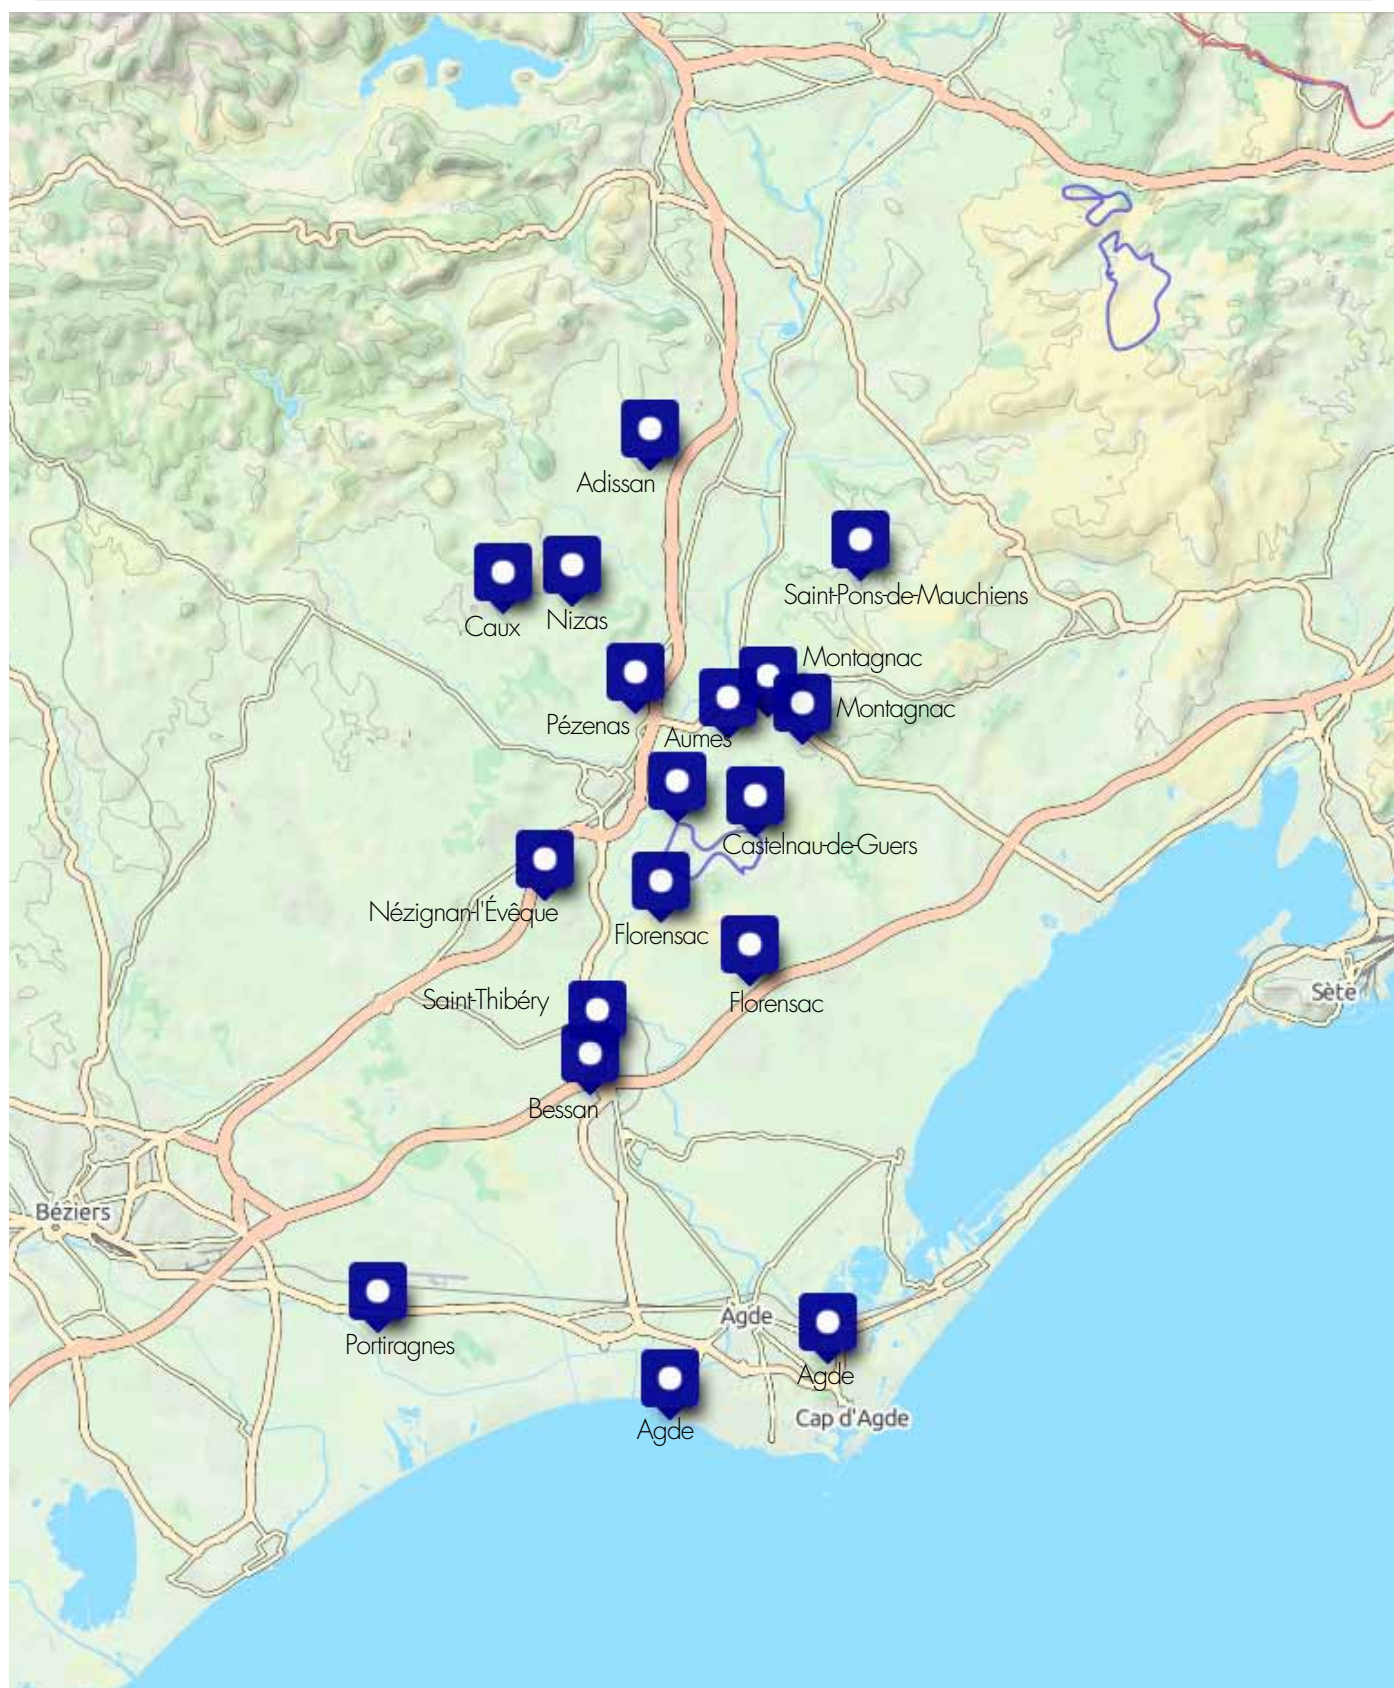 Adissan
Saint-Pons-de-Mauchiens
Nizas
Caux
Montagnac
Montagnac
Pézenas
Aumes
Castelnau-de-Guers
Nézignan-l'Évêque
Florensac
Sète
Saint-Thibéry
Florensac
Bessan
Béziers
Agde
Portiragnes
Agde
Cap d'Agde
Agde